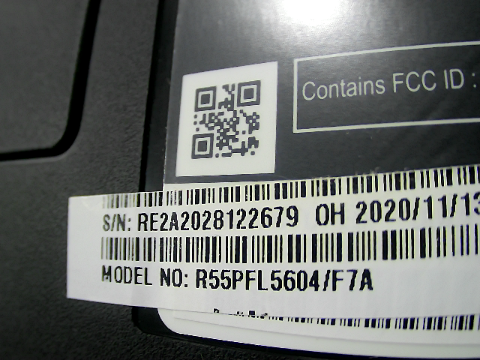 Contains FCC ID :
S/N: RE2A2028122679 OH 2020/11/13
MODEL NO: R55PFL5604/F7A